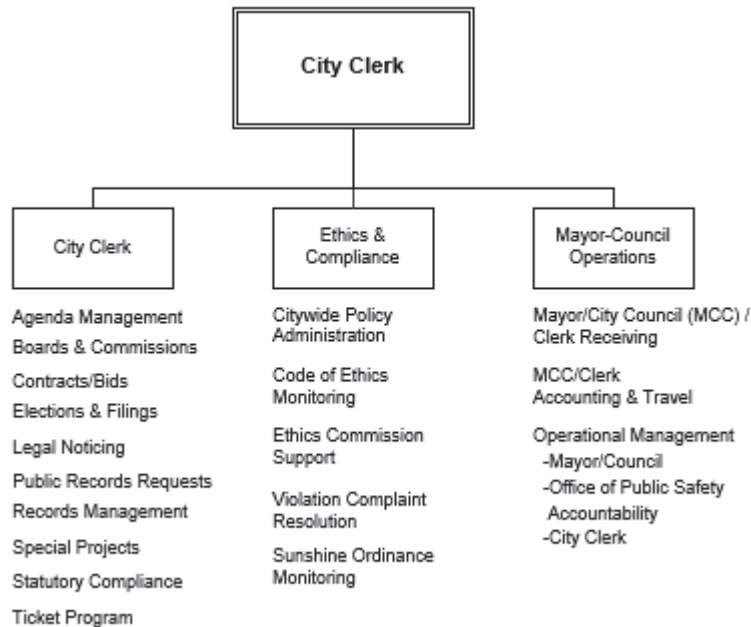 City Clerk
City Clerk
Agenda Management
Boards & Commissions
Contracts/Bids
Elections & Filings
Legal Noticing
Public Records Requests
Records Management
Special Projects
Statutory Compliance
Ticket Program
Ethics &
Compliance
Citywide Policy
Administration
Code of Ethics
Monitoring
Ethics Commission
Support
Violation Complaint
Resolution
Sunshine Ordinance
Monitoring
Mayor-Council
Operations
Mayor/City Council (MCC) /
Clerk Receiving
MCC/Clerk
Accounting & Travel
Operational Management
-Mayor/Council
-Office of Public Safety
Accountability
-City Clerk